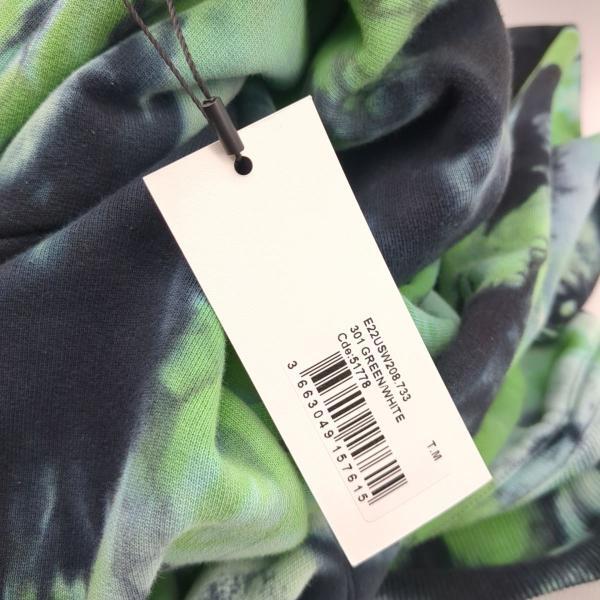 E22USW208.733
301 GREEN/WHITE
Cde:51778
T.M
3 663049 157615